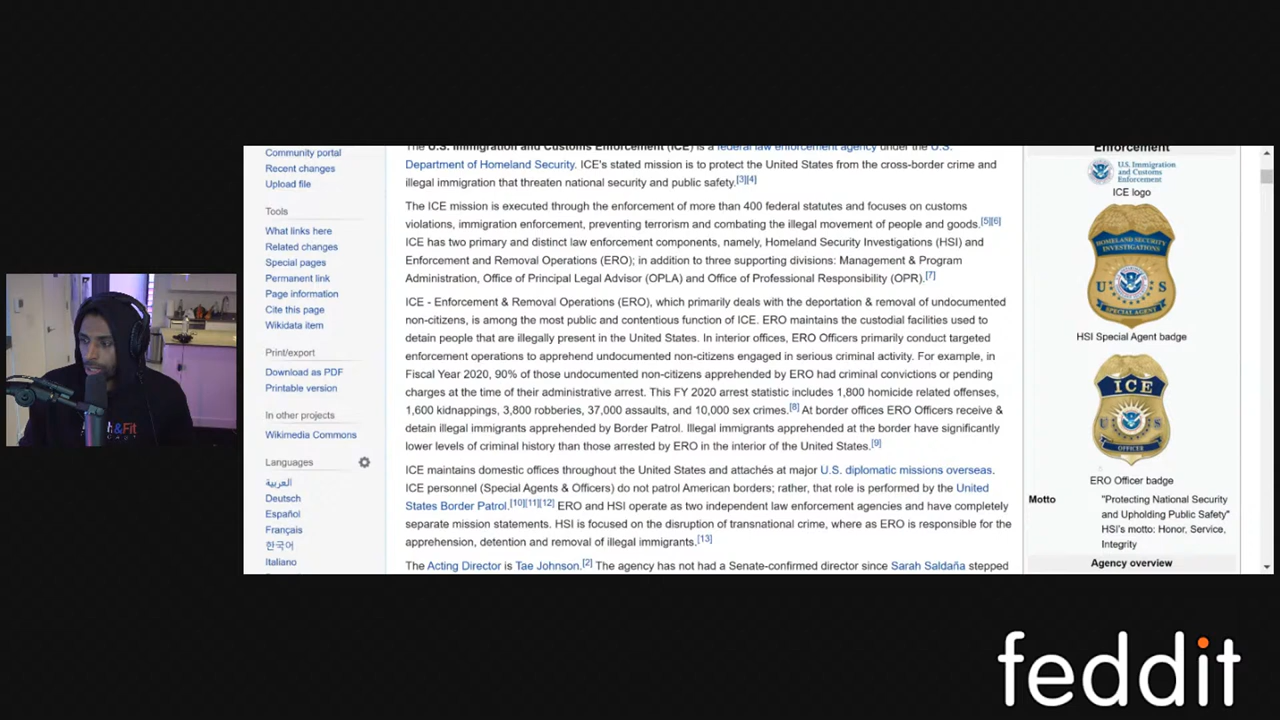 Community portal
Recent changes
Upload file
Tools
What links here
Related changes
Special pages
Permanent link
Page information
Cite this page
Wikidata item
Print/export
Download as PDF
Printable version
In other projects
Wikimedia Commons
Languages
العربية
Deutsch
Español
Français
한국어
Italiano
The U.S. Immigration and Customs Enforcement (ICE) is a federal law enforcement agency under the U.S.
Department of Homeland Security. ICE's stated mission is to protect the United States from the cross-border crime and
illegal immigration that threaten national security and public safety.[3][4]
The ICE mission is executed through the enforcement of more than 400 federal statutes and focuses on customs
violations, immigration enforcement, preventing terrorism and combating the illegal movement of people and goods.[5][6]
ICE has two primary and distinct law enforcement components, namely, Homeland Security Investigations (HSI) and
Enforcement and Removal Operations (ERO); in addition to three supporting divisions: Management & Program
Administration, Office of Principal Legal Advisor (OPLA) and Office of Professional Responsibility (OPR).[7]
ICE - Enforcement & Removal Operations (ERO), which primarily deals with the deportation & removal of undocumented
non-citizens, is among the most public and contentious function of ICE. ERO maintains the custodial facilities used to
detain people that are illegally present in the United States. In interior offices, ERO Officers primarily conduct targeted
enforcement operations to apprehend undocumented non-citizens engaged in serious criminal activity. For example, in
Fiscal Year 2020, 90% of those undocumented non-citizens apprehended by ERO had criminal convictions or pending
charges at the time of their administrative arrest. This FY 2020 arrest statistic includes 1,800 homicide related offenses,
1,600 kidnappings, 3,800 robberies, 37,000 assaults, and 10,000 sex crimes.[8] At border offices ERO Officers receive &
detain illegal immigrants apprehended by Border Patrol. Illegal immigrants apprehended at the border have significantly
lower levels of criminal history than those arrested by ERO in the interior of the United States.[9]
ICE maintains domestic offices throughout the United States and attachés at major U.S. diplomatic missions overseas.
ICE personnel (Special Agents & Officers) do not patrol American borders; rather, that role is performed by the United
States Border Patrol.[10][11][12] ERO and HSI operate as two independent law enforcement agencies and have completely
separate mission statements. HSI is focused on the disruption of transnational crime, where as ERO is responsible for the
apprehension, detention and removal of illegal immigrants.[13]
The Acting Director is Tae Johnson.[2] The agency has not had a Senate-confirmed director since Sarah Saldaña stepped
Enforcement
U.S. Immigration
and Customs
Enforcement
ICE logo
HOMELAND SECURITY
INVESTIGATIONS
U S
SPECIAL AGENT
HSI Special Agent badge
ICE
U S
OFFICER
ERO Officer badge
Motto
"Protecting National Security
and Upholding Public Safety"
HSI's motto: Honor, Service,
Integrity
Agency overview
&Fit
feddit